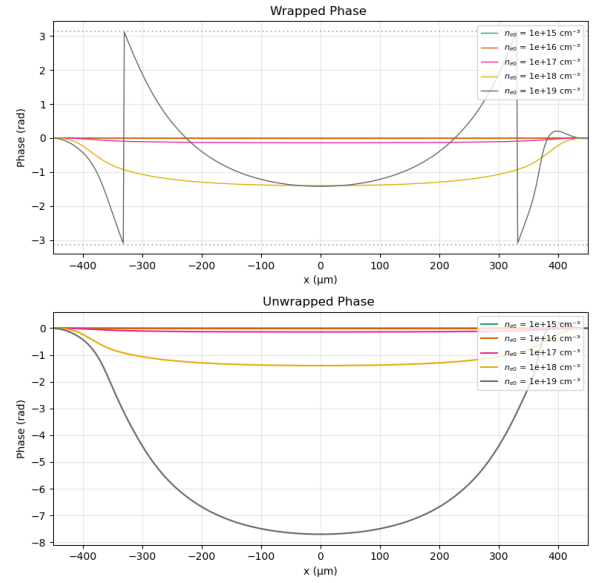 Wrapped Phase
n_e0 = 1e+15 cm⁻³
n_e0 = 1e+16 cm⁻³
n_e0 = 1e+17 cm⁻³
n_e0 = 1e+18 cm⁻³
n_e0 = 1e+19 cm⁻³
Phase (rad)
3
2
1
0
−1
−2
−3
−400 −300 −200 −100 0 100 200 300 400
x (μm)
Unwrapped Phase
n_e0 = 1e+15 cm⁻³
n_e0 = 1e+16 cm⁻³
n_e0 = 1e+17 cm⁻³
n_e0 = 1e+18 cm⁻³
n_e0 = 1e+19 cm⁻³
Phase (rad)
0
−1
−2
−3
−4
−5
−6
−7
−8
−400 −300 −200 −100 0 100 200 300 400
x (μm)